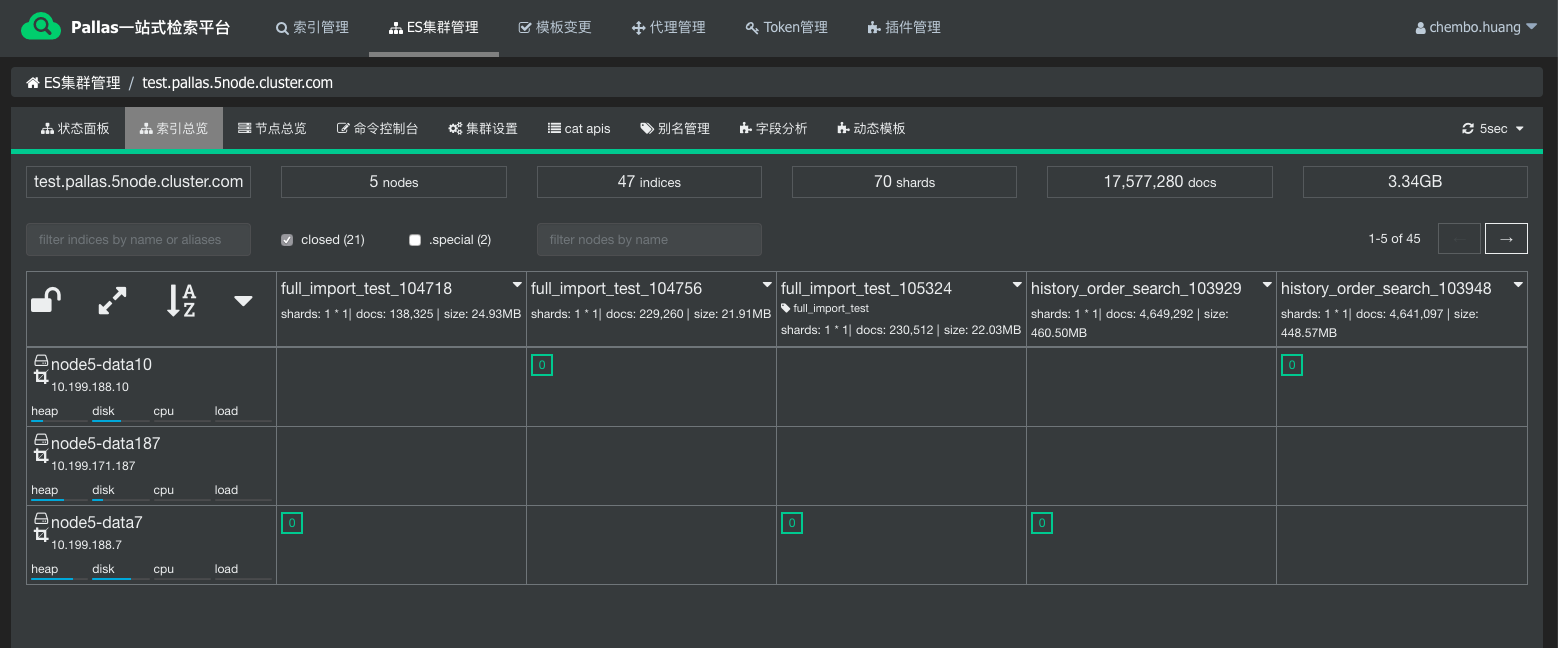 Pallas一站式检索平台 索引管理 ES集群管理 模板变更 代理管理 Token管理 插件管理 chembo.huang
ES集群管理 / test.pallas.5node.cluster.com
状态面板 索引总览 节点总览 命令控制台 集群设置 cat apis 别名管理 字段分析 动态模板 5sec
test.pallas.5node.cluster.com 5 nodes 47 indices 70 shards 17,577,280 docs 3.34GB
filter indices by name or aliases closed (21) .special (2) filter nodes by name 1-5 of 45 ← →
A
Z
full_import_test_104718
shards: 1 * 1| docs: 138,325 | size: 24.93MB
full_import_test_104756
shards: 1 * 1| docs: 229,260 | size: 21.91MB
full_import_test_105324
full_import_test
shards: 1 * 1| docs: 230,512 | size: 22.03MB
history_order_search_103929
shards: 1 * 1| docs: 4,649,292 | size:
460.50MB
history_order_search_103948
shards: 1 * 1| docs: 4,641,097 | size:
448.57MB
node5-data10 0 0
10.199.188.10
heap disk cpu load
node5-data187
10.199.171.187
heap disk cpu load
node5-data7 0 0 0
10.199.188.7
heap disk cpu load